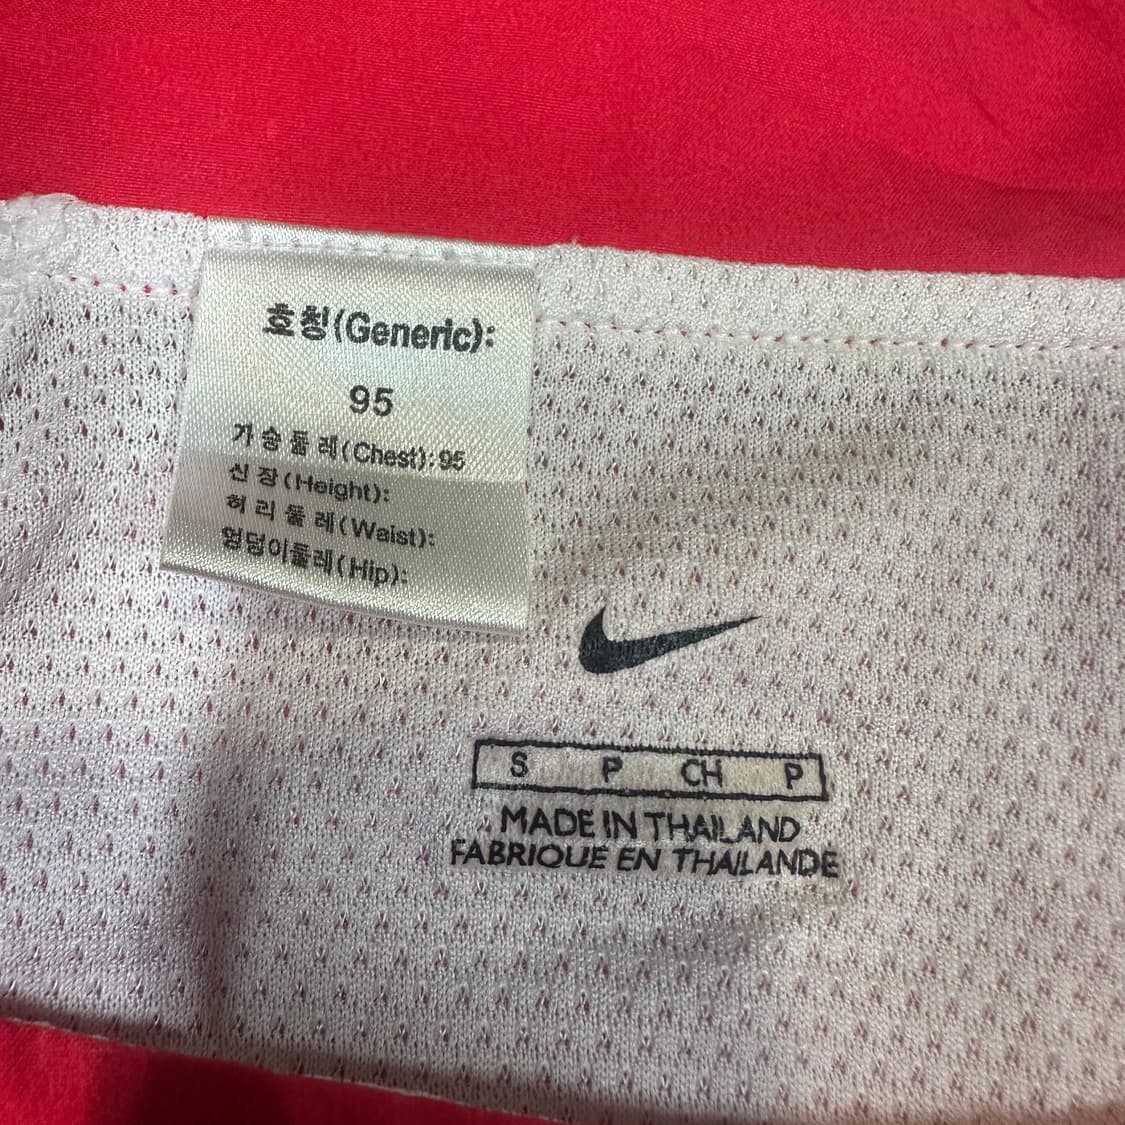 호칭(Generic):
95
가슴둘레(Chest):95
신장(Height):
허리둘레(Waist):
엉덩이둘레(Hip):
S P CH P
MADE IN THAILAND
FABRIQUE EN THAILANDE